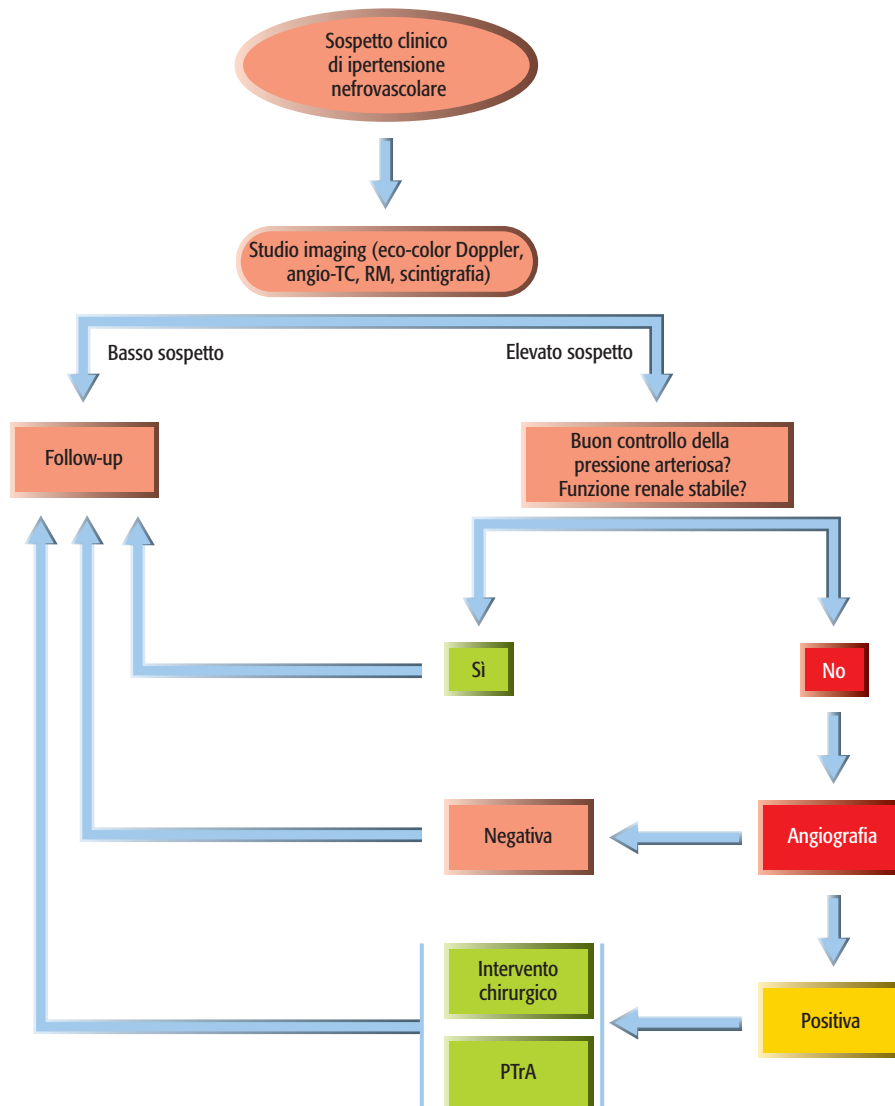 Sospetto clinico
di ipertensione
nefrovascolare
Studio imaging (eco-color Doppler,
angio-TC, RM, scintigrafia)
Basso sospetto
Elevato sospetto
Follow-up
Buon controllo della
pressione arteriosa?
Funzione renale stabile?
Sì
No
Negativa
Angiografia
Intervento
chirurgico
Positiva
PTrA